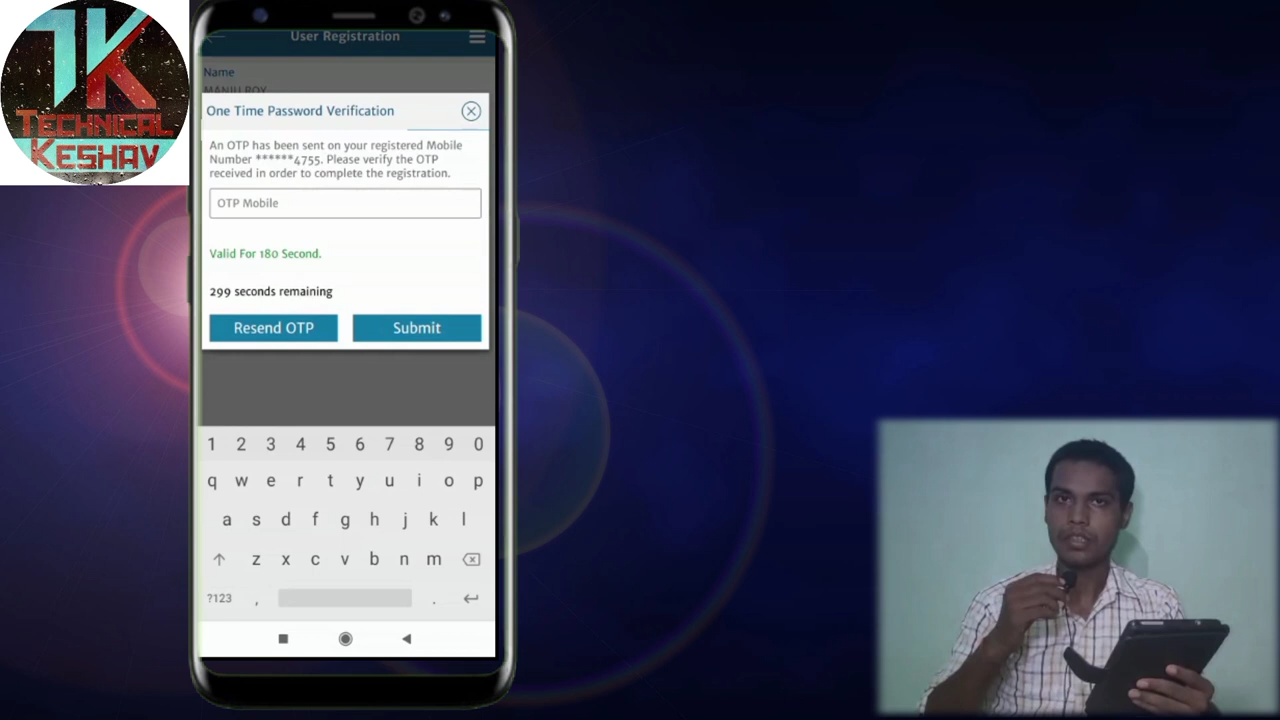 TECHNICAL
KESHAV
User Registration
Name
MANJU ROY
One Time Password Verification
An OTP has been sent on your registered Mobile
Number ******4755. Please verify the OTP
received in order to complete the registration.
OTP Mobile
Valid For 180 Second.
299 seconds remaining
Resend OTP Submit
1 2 3 4 5 6 7 8 9 0
q w e r t y u i o p
a s d f g h j k l
z x c v b n m
?123 , .